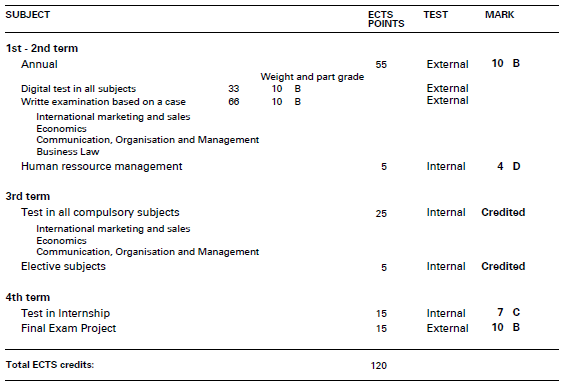 SUBJECT ECTS POINTS TEST MARK
1st - 2nd term
Annual 55 External 10 B
Weight and part grade
Digital test in all subjects 33 10 B External
Writte examination based on a case 66 10 B External
International marketing and sales
Economics
Communication, Organisation and Management
Business Law
Human ressource management 5 Internal 4 D
3rd term
Test in all compulsory subjects 25 Internal Credited
International marketing and sales
Economics
Communication, Organisation and Management
Elective subjects 5 Internal Credited
4th term
Test in Internship 15 Internal 7 C
Final Exam Project 15 External 10 B
Total ECTS credits: 120